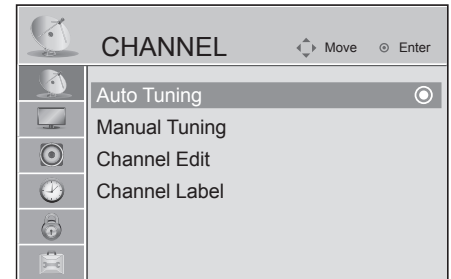 CHANNEL Move Enter
Auto Tuning
Manual Tuning
Channel Edit
Channel Label